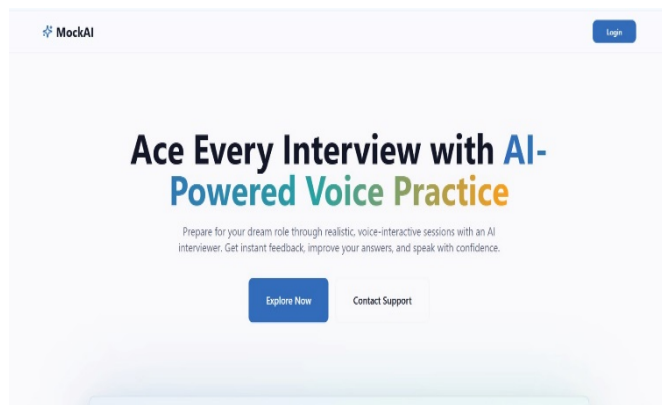 MockAI
Login
Ace Every Interview with AI-
Powered Voice Practice
Prepare for your dream role through realistic, voice-interactive sessions with an AI
interviewer. Get instant feedback, improve your answers, and speak with confidence.
Explore Now
Contact Support